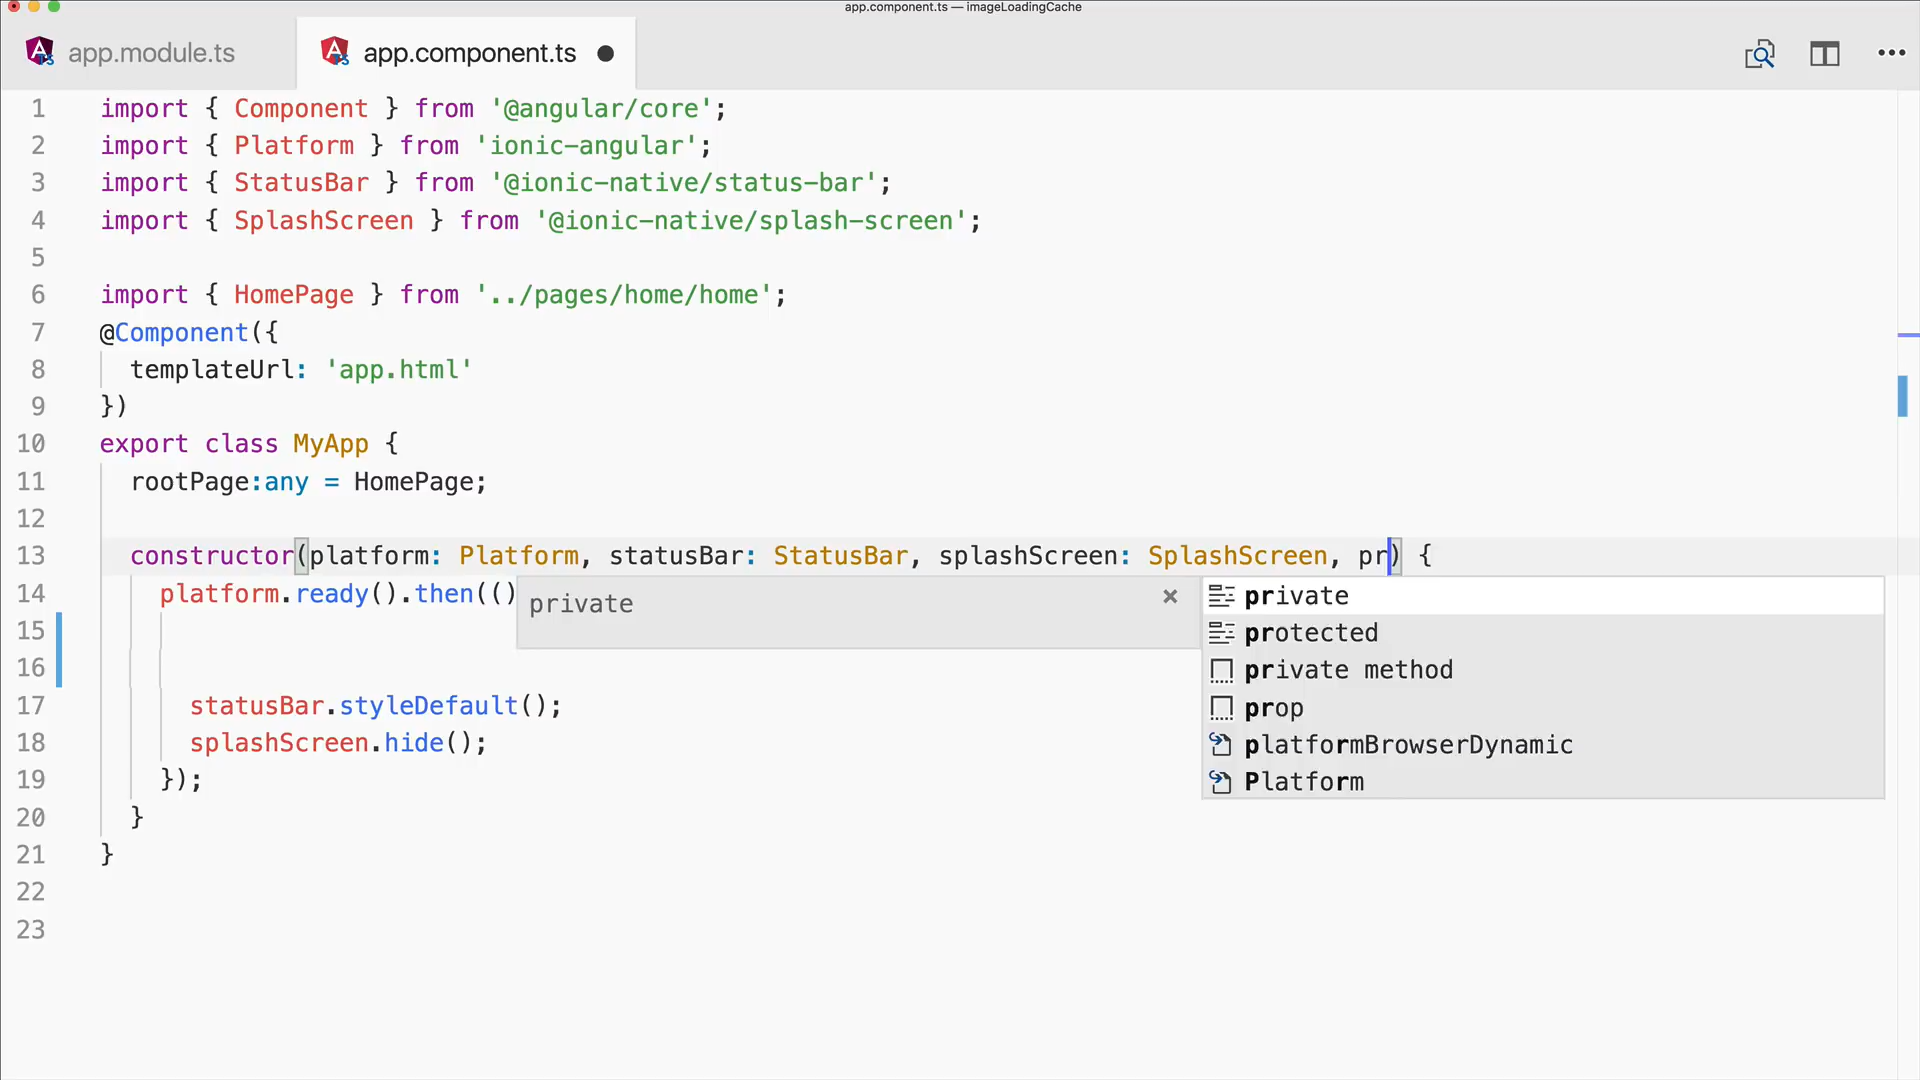 app.component.ts — imageLoadingCache
app.module.ts
app.component.ts
1 import { Component } from '@angular/core';
2 import { Platform } from 'ionic-angular';
3 import { StatusBar } from '@ionic-native/status-bar';
4 import { SplashScreen } from '@ionic-native/splash-screen';
5
6 import { HomePage } from '../pages/home/home';
7 @Component({
8 templateUrl: 'app.html'
9 })
10 export class MyApp {
11 rootPage:any = HomePage;
12
13 constructor(platform: Platform, statusBar: StatusBar, splashScreen: SplashScreen, pr) {
14 platform.ready().then(()
private
×
private
protected
private method
prop
platformBrowserDynamic
Platform
15
16
17 statusBar.styleDefault();
18 splashScreen.hide();
19 });
20 }
21 }
22
23